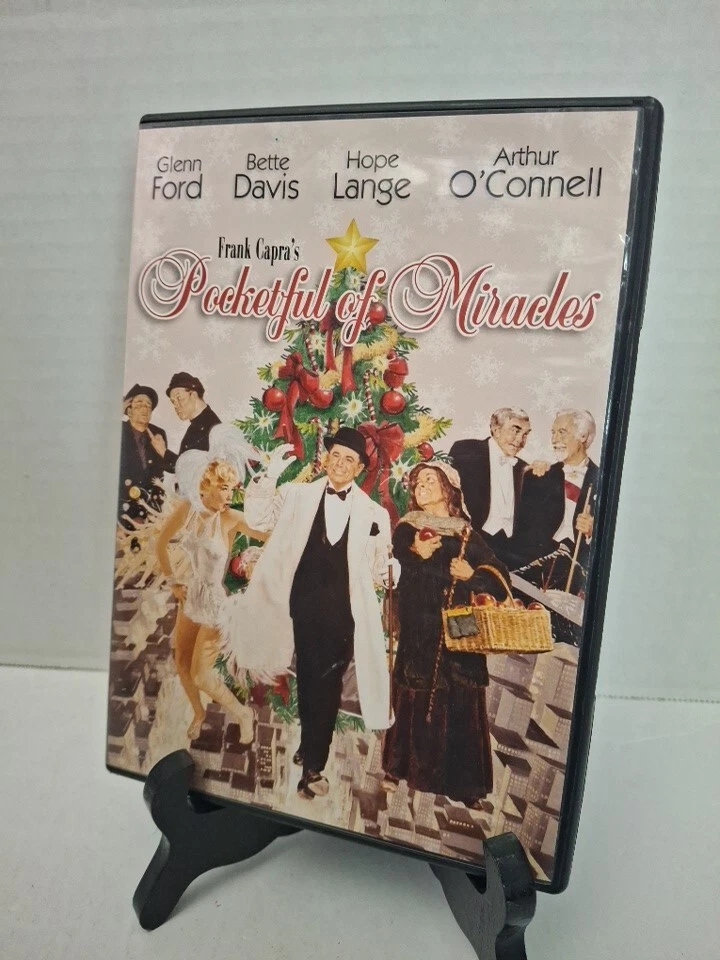 Glenn Ford
Bette Davis
Hope Lange
Arthur O'Connell
Frank Capra's
Pocketful of Miracles